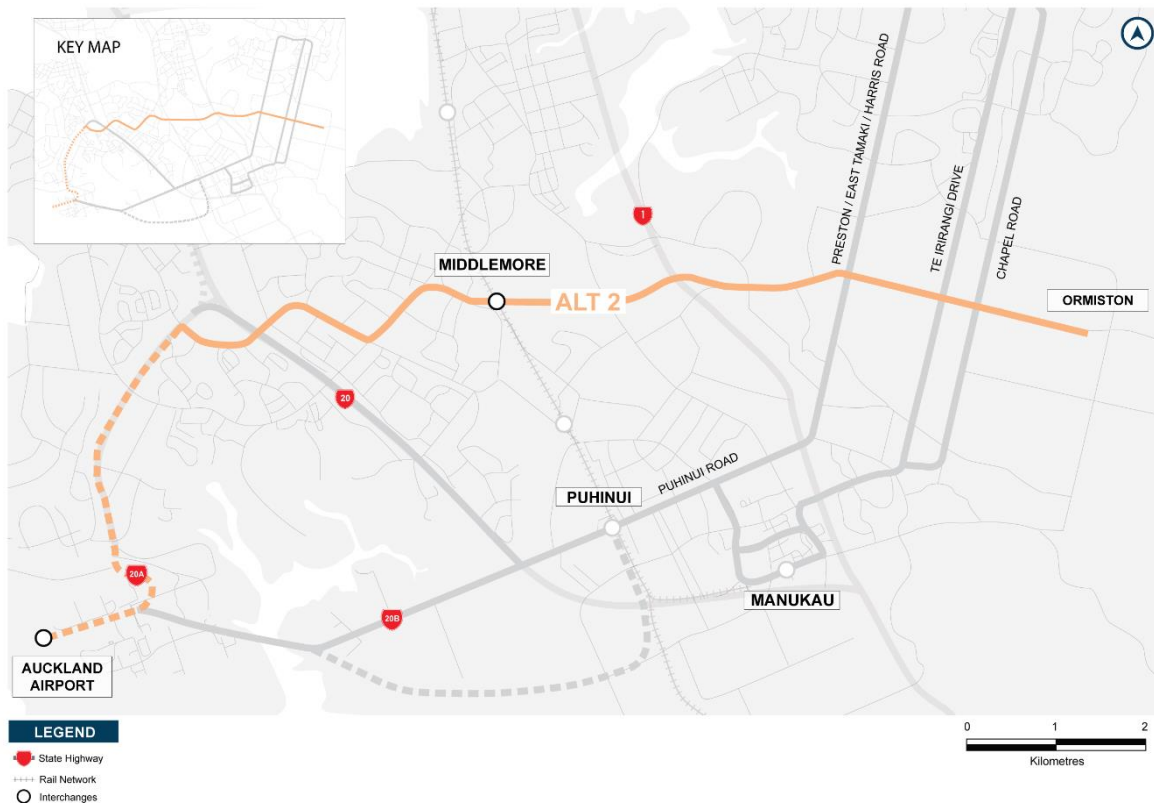 KEY MAP
1
PRESTON / EAST TAMAKI / HARRIS ROAD
TE IRIRANGI DRIVE
CHAPEL ROAD
MIDDLEMORE
ALT 2
ORMISTON
20
PUHINUI
PUHINUI ROAD
20A
20B
MANUKAU
AUCKLAND
AIRPORT
LEGEND
State Highway
Rail Network
Interchanges
0 1 2
Kilometres